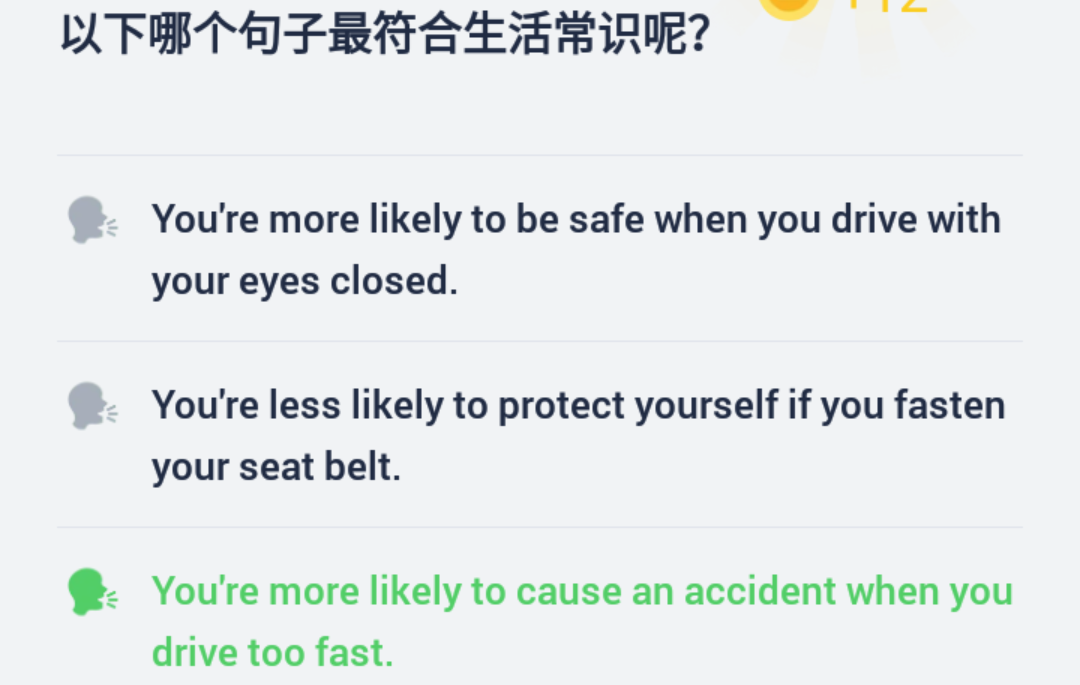 以下哪个句子最符合生活常识呢?
You're more likely to be safe when you drive with
your eyes closed.
You're less likely to protect yourself if you fasten
your seat belt.
You're more likely to cause an accident when you
drive too fast.